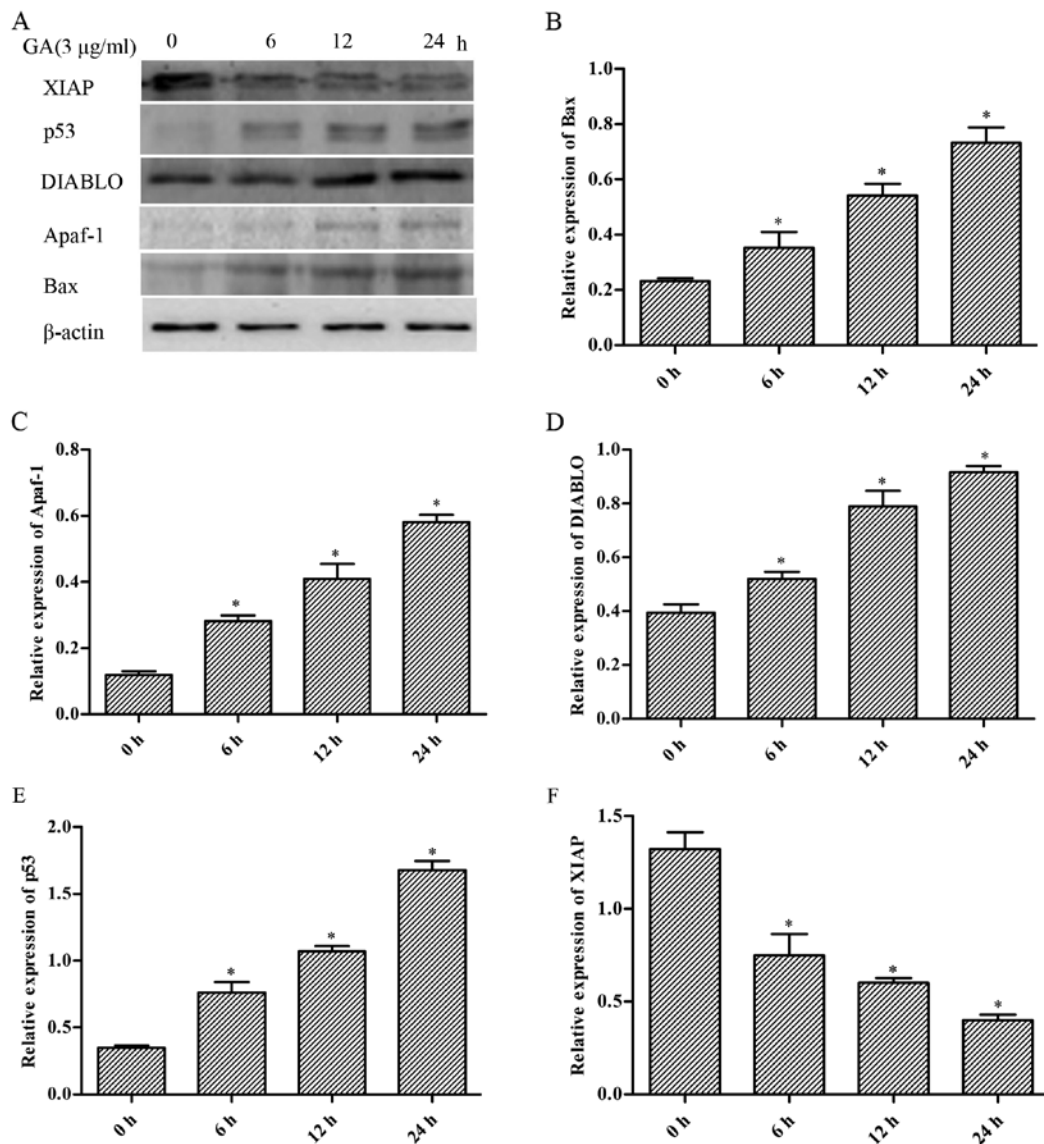 A
GA(3 μg/ml) 0 6 12 24 h
XIAP
p53
DIABLO
Apaf-1
Bax
β-actin
B
Relative expression of Bax
1.0
0.8
0.6
0.4
0.2
0.0
* * *
0 h 6 h 12 h 24 h
C
Relative expression of Apaf-1
0.8
0.6
0.4
0.2
0.0
* * *
0 h 6 h 12 h 24 h
D
Relative expression of DIABLO
1.0
0.8
0.6
0.4
0.2
0.0
* * *
0 h 6 h 12 h 24 h
E
Relative expression of p53
2.0
1.5
1.0
0.5
0.0
* * *
0 h 6 h 12 h 24 h
F
Relative expression of XIAP
1.5
1.0
0.5
0.0
* * *
0 h 6 h 12 h 24 h